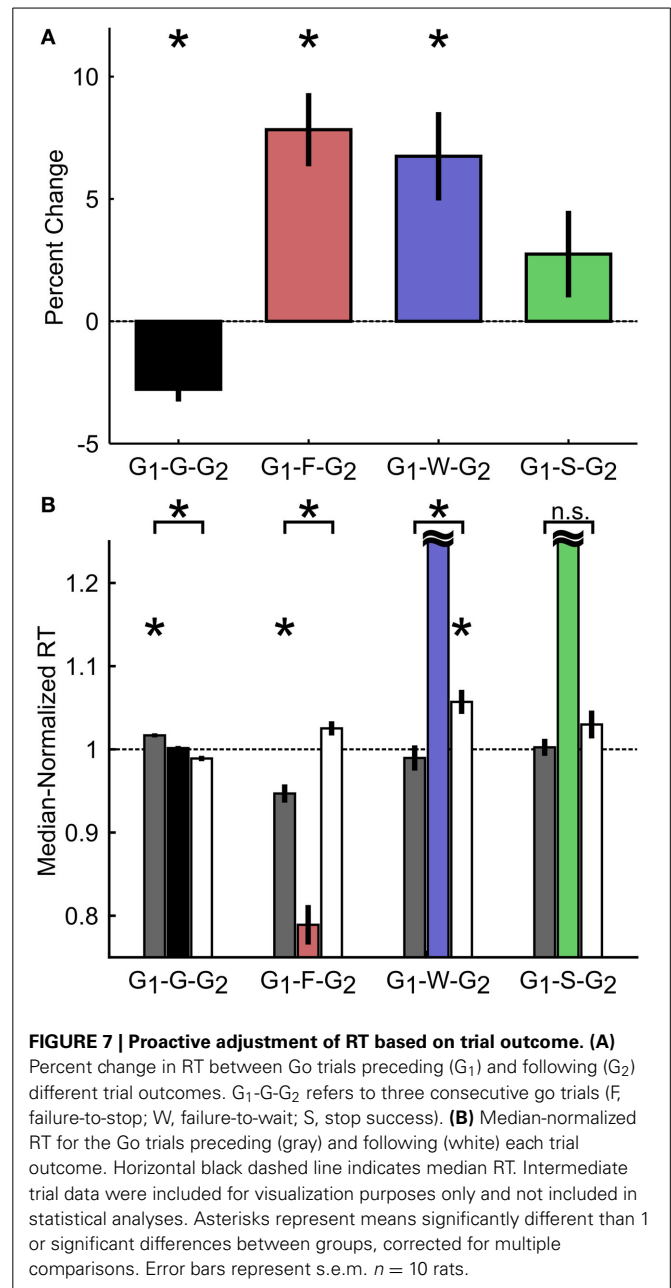 A
* * *
10
5
0
-5
Percent Change
G₁-G-G₂ G₁-F-G₂ G₁-W-G₂ G₁-S-G₂
B
* * * n.s.
1.2
1.1
1
0.9
0.8
* * *
Median-Normalized RT
G₁-G-G₂ G₁-F-G₂ G₁-W-G₂ G₁-S-G₂
FIGURE 7 | Proactive adjustment of RT based on trial outcome. (A)
Percent change in RT between Go trials preceding (G₁) and following (G₂)
different trial outcomes. G₁-G-G₂ refers to three consecutive go trials (F,
failure-to-stop; W, failure-to-wait; S, stop success). (B) Median-normalized
RT for the Go trials preceding (gray) and following (white) each trial
outcome. Horizontal black dashed line indicates median RT. Intermediate
trial data were included for visualization purposes only and not included in
statistical analyses. Asterisks represent means significantly different than 1
or significant differences between groups, corrected for multiple
comparisons. Error bars represent s.e.m. n = 10 rats.